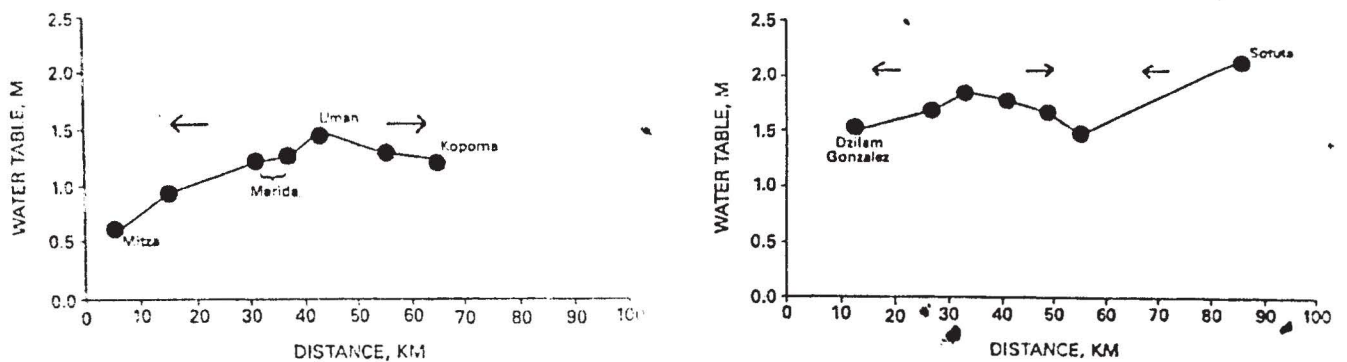 2.5
2.0
1.5
1.0
0.5
0.0
WATER TABLE, M
Mitza
Merida
Uman
Kopoma
0 10 20 30 40 50 60 70 80 90 100
DISTANCE, KM
2.5
2.0
1.5
1.0
0.5
0.0
WATER TABLE, M
Dzilam
Gonzalez
Sotuta
0 10 20 30 40 50 60 70 80 90 100
DISTANCE, KM